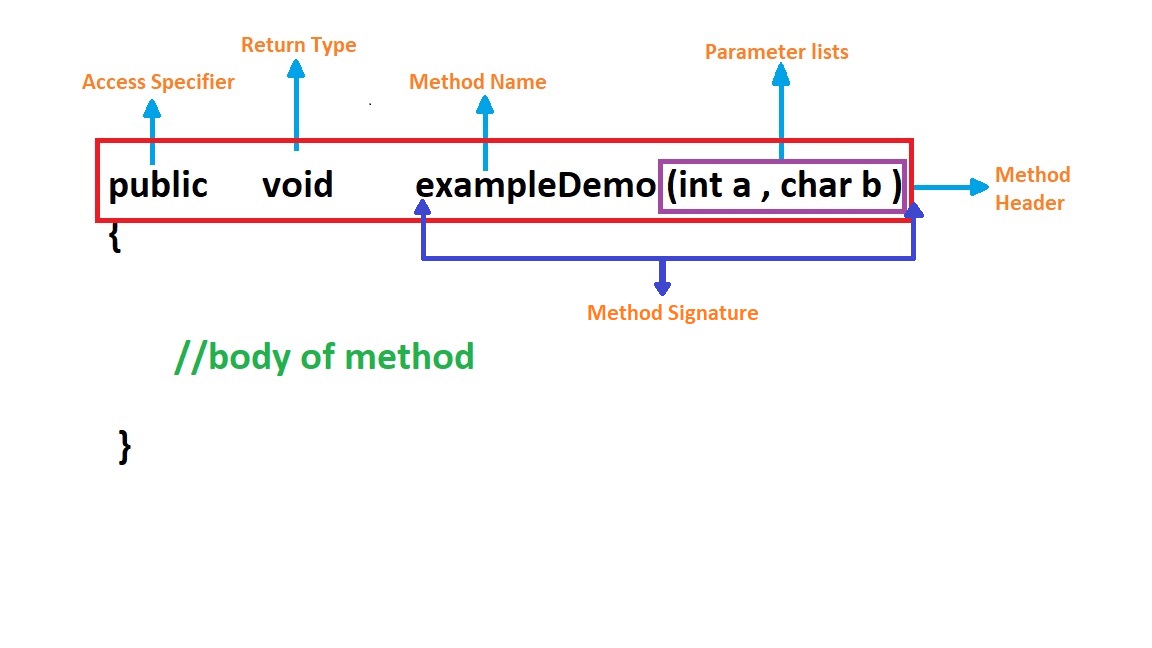 Return Type
Parameter lists
Access Specifier
Method Name
public void exampleDemo (int a , char b )
Method
Header
{
Method Signature
//body of method
}